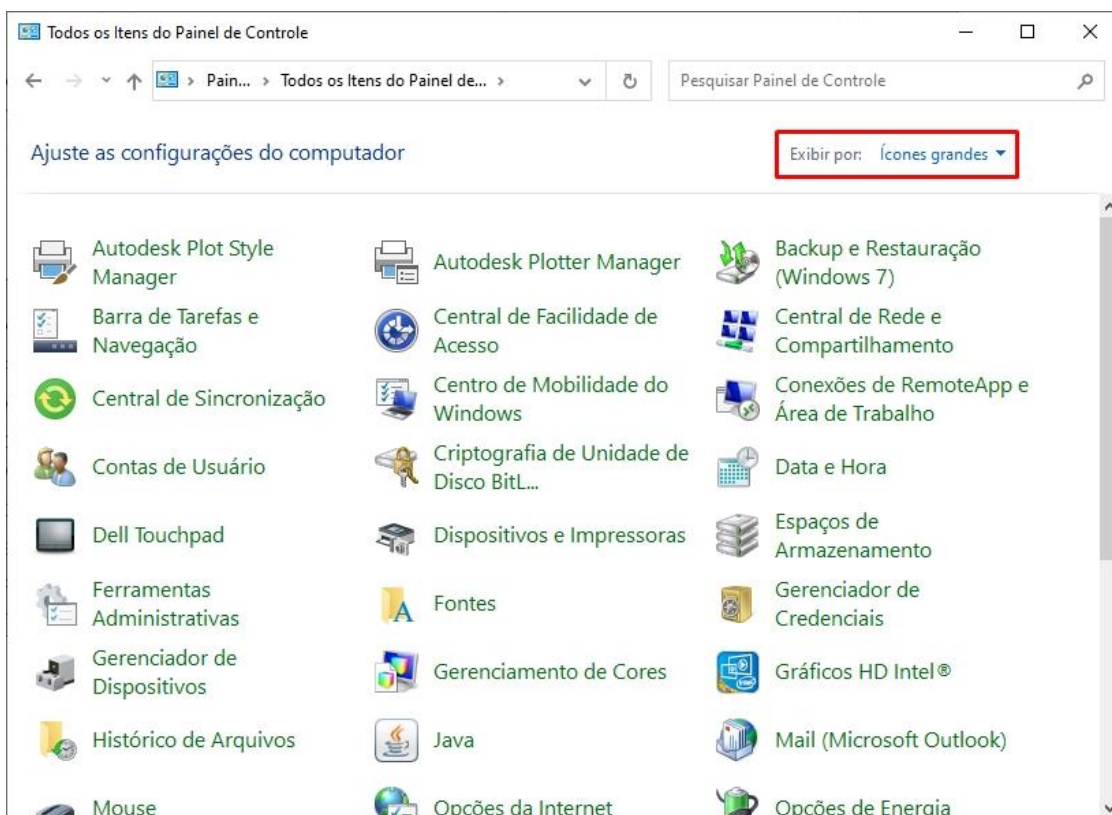 Todos os Itens do Painel de Controle
Pain... > Todos os Itens do Painel de... >
Pesquisar Painel de Controle
Ajuste as configurações do computador
Exibir por: Ícones grandes
Autodesk Plot Style
Manager
Autodesk Plotter Manager
Backup e Restauração
(Windows 7)
Barra de Tarefas e
Navegação
Central de Facilidade de
Acesso
Central de Rede e
Compartilhamento
Central de Sincronização
Centro de Mobilidade do
Windows
Conexões de RemoteApp e
Área de Trabalho
Contas de Usuário
Criptografia de Unidade de
Disco BitL...
Data e Hora
Dell Touchpad
Dispositivos e Impressoras
Espaços de
Armazenamento
Ferramentas
Administrativas
Fontes
Gerenciador de
Credenciais
Gerenciador de
Dispositivos
Gerenciamento de Cores
Gráficos HD Intel®
Histórico de Arquivos
Java
Mail (Microsoft Outlook)
Mouse
Opções da Internet
Opções de Energia